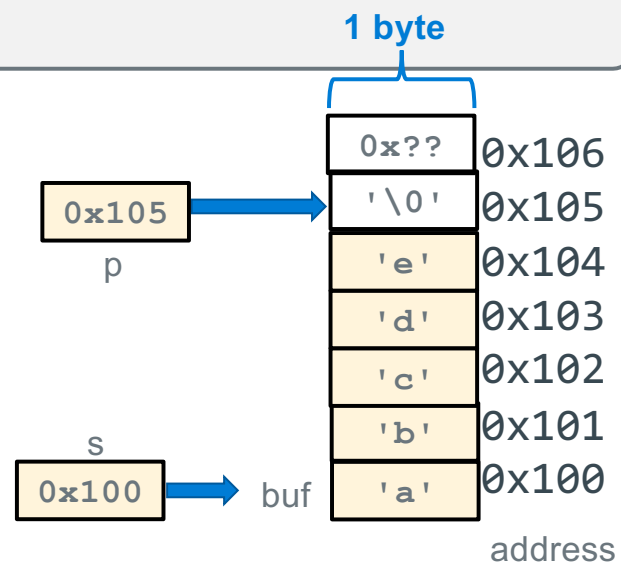 1 byte
0x?? 0x106
0x105 '\0' 0x105
p 'e' 0x104
'd' 0x103
'c' 0x102
s 'b' 0x101
0x100 buf 'a' 0x100
address